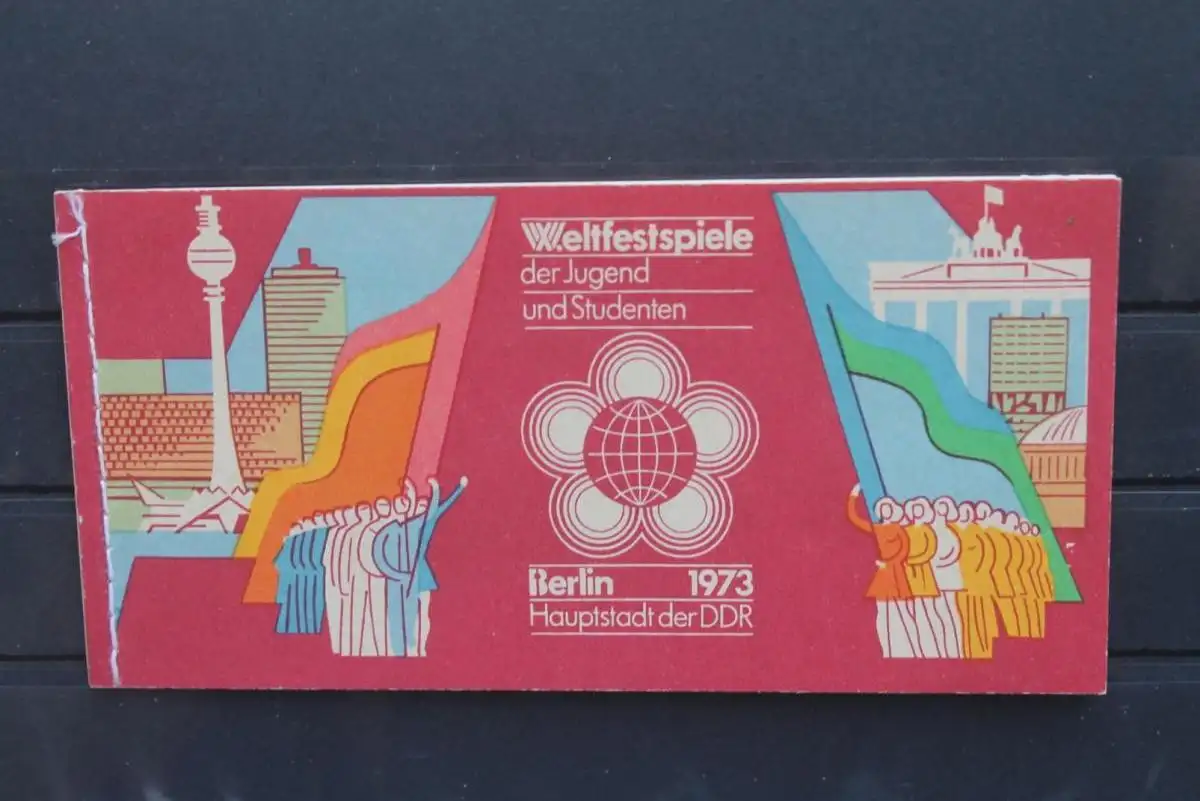 Weltfestspiele
der Jugend
und Studenten
Berlin 1973
Hauptstadt der DDR